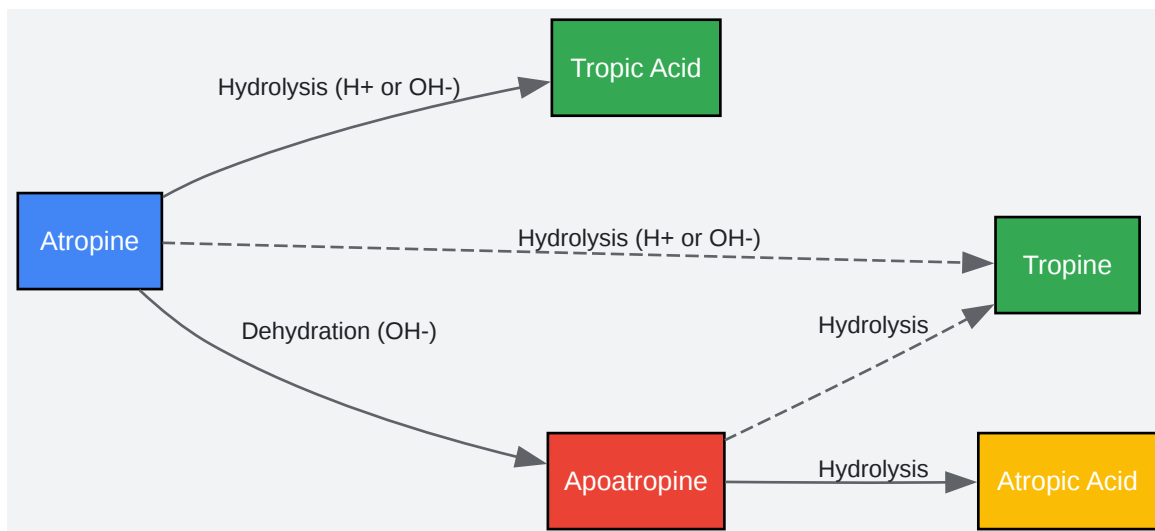 Tropic Acid
Hydrolysis (H+ or OH-)
Atropine
Hydrolysis (H+ or OH-)
Tropine
Dehydration (OH-)
Hydrolysis
Apoatropine
Hydrolysis
Atropic Acid